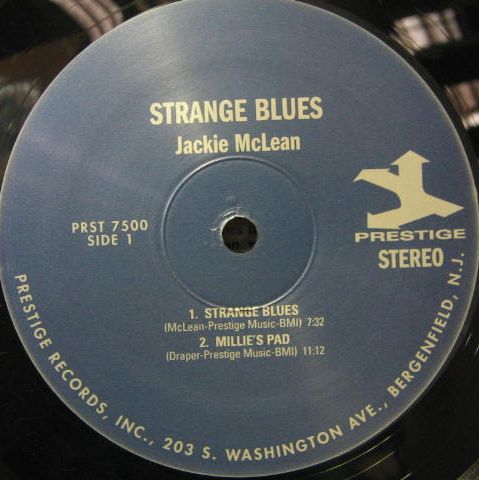 STRANGE BLUES
Jackie McLean
PRST 7500
SIDE 1
PRESTIGE
STEREO
1. STRANGE BLUES
(McLean-Prestige Music-BMI) 7:32
2. MILLIE'S PAD
(Draper-Prestige Music-BMI) 11:12
PRESTIGE RECORDS, INC., 203 S. WASHINGTON AVE., BERGENFIELD, N.J.